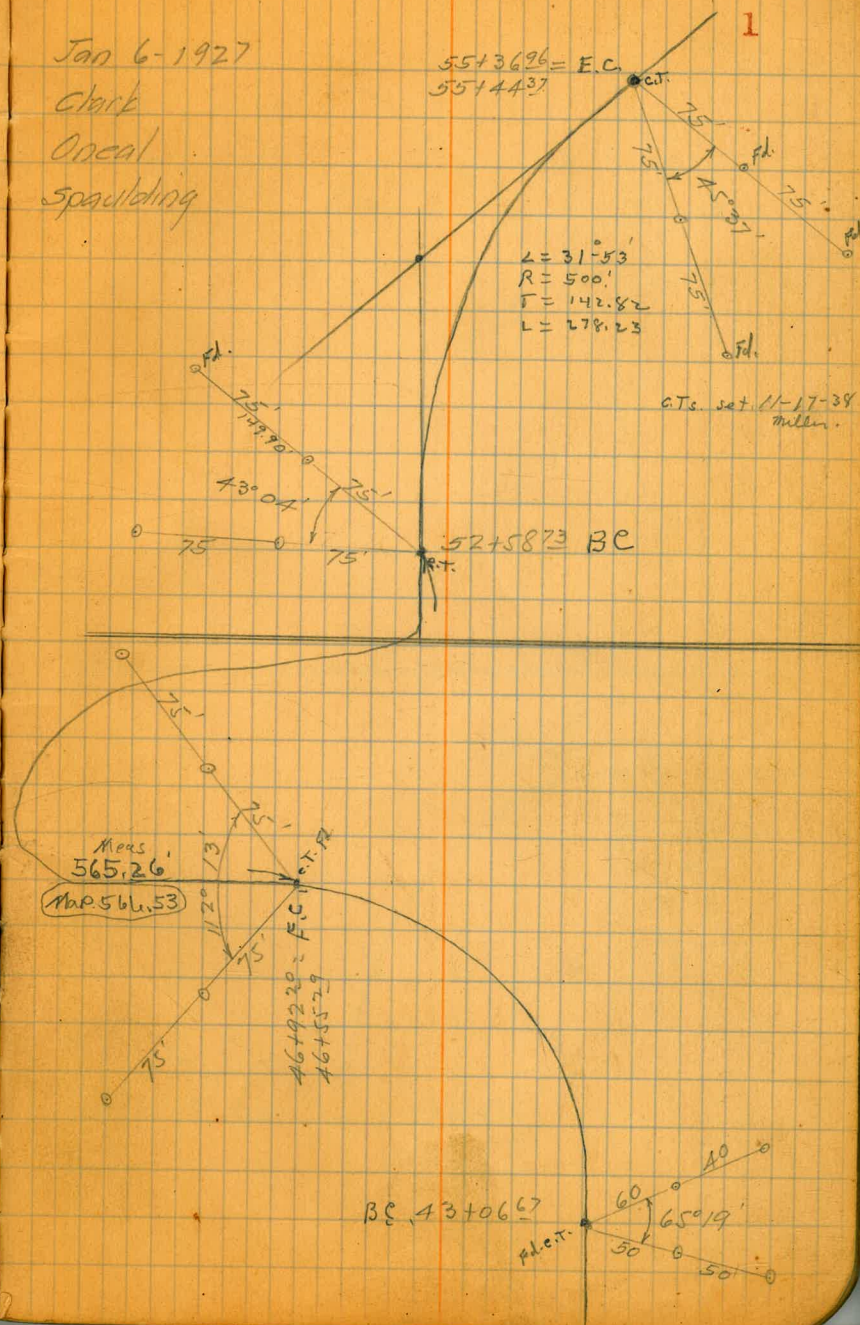 1
Jan 6-1927
Clark
Oneal
Spaulding
55+36 96 = E.C.
55+44 37
C.T.
75'
Fd.
75'
75'
45°37'
75'
Fd.
∠ = 31°-53'
R = 500'
T = 142.82
L = 278.23
C.Ts. set. 11-17-38
Miller.
Fd.
75'
149.90'
43°04'
75'
75
75'
52+58 73 BC
75'
75'
Meas
565.26'
Map. 564.53
112° 13'
C.T.
75'
75'
46+92 20 = E.C.
46+55 29
BC 43+06 67
Fd. C.T.
60
40
65°19'
50
50